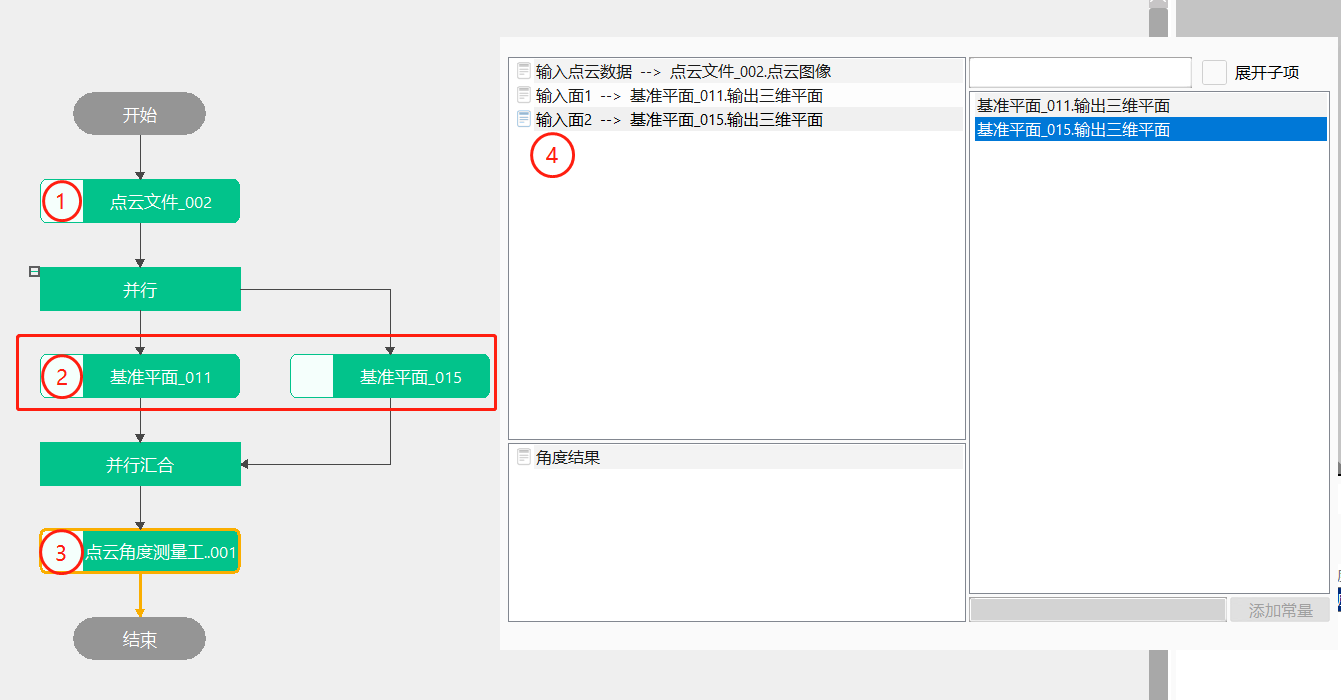 开始
1
点云文件_002
并行
2
基准平面_011
基准平面_015
并行汇合
3
点云角度测量工..001
结束
输入点云数据 --> 点云文件_002.点云图像
输入面1 --> 基准平面_011.输出三维平面
输入面2 --> 基准平面_015.输出三维平面
4
角度结果
展开子项
基准平面_011.输出三维平面
基准平面_015.输出三维平面
添加常量